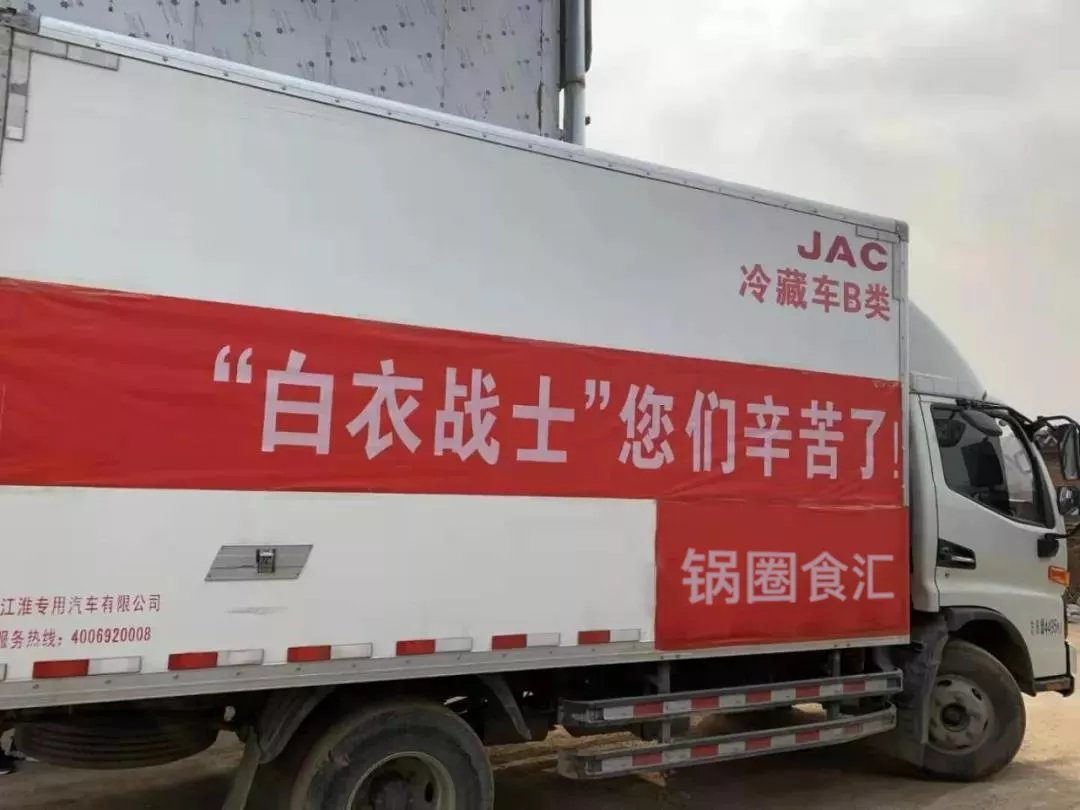 JAC
冷藏车B类
“白衣战士”您们辛苦了!
锅圈食汇
江淮专用汽车有限公司
服务热线：4006920008